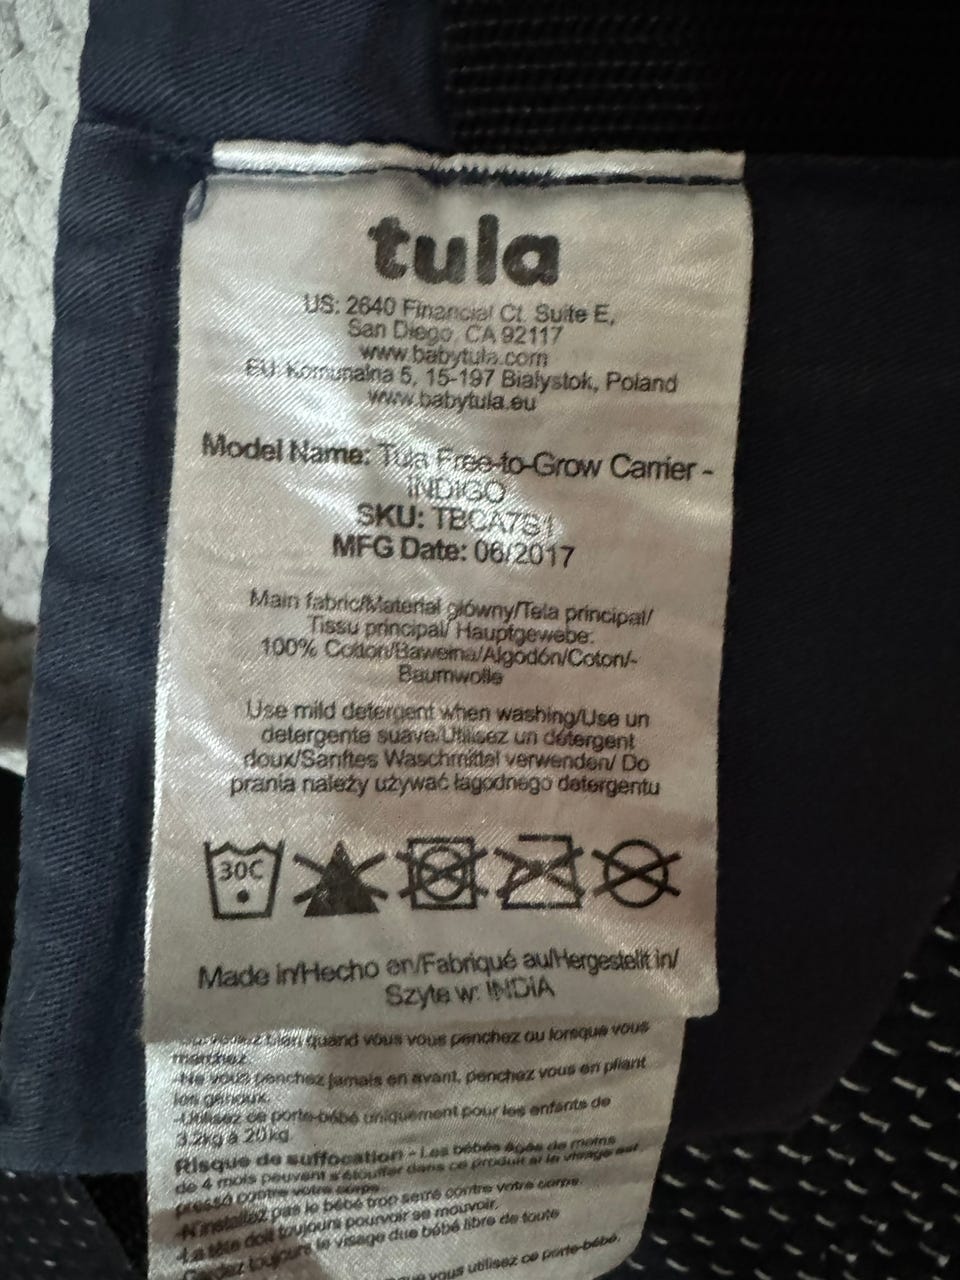 tula
US: 2640 Financial Ct. Suite E,
San Diego, CA 92117
www.babytula.com
EU: Komunalna 5, 15-197 Bialystok, Poland
www.babytula.eu
Model Name: Tula Free-to-Grow Carrier -
INDIGO
SKU: TBCA7S1
MFG Date: 06/2017
Main fabric/Materiał główny/Tela principal/
Tissu principal/ Hauptgewebe:
100% Cotton/Bawełna/Algodón/Coton/-
Baumwolle
Use mild detergent when washing/Use un
detergente suave/Utilisez un détergent
doux/Sanftes Waschmittel verwenden/ Do
prania należy używać łagodnego detergentu
30C
Made in/Hecho en/Fabriqué au/Hergestellt in/
Szyte w: INDIA
quand vous vous penchez ou lorsque vous
marchez.
-Ne vous penchez jamais en avant, penchez vous en pliant
les genoux.
-Utilisez ce porte-bébé uniquement pour les enfants de
3.2kg à 20kg.
Risque de suffocation - Les bébés âgés de moins
de 4 mois peuvent s'étouffer dans ce produit si le visage est
pressé contre votre corps.
-N'installez pas le bébé trop serré contre votre corps.
-La tête doit toujours pourvoir se mouvoir.
-Gardez toujours le visage due bébé libre de toute
vous utilisez ce porte-bébé,